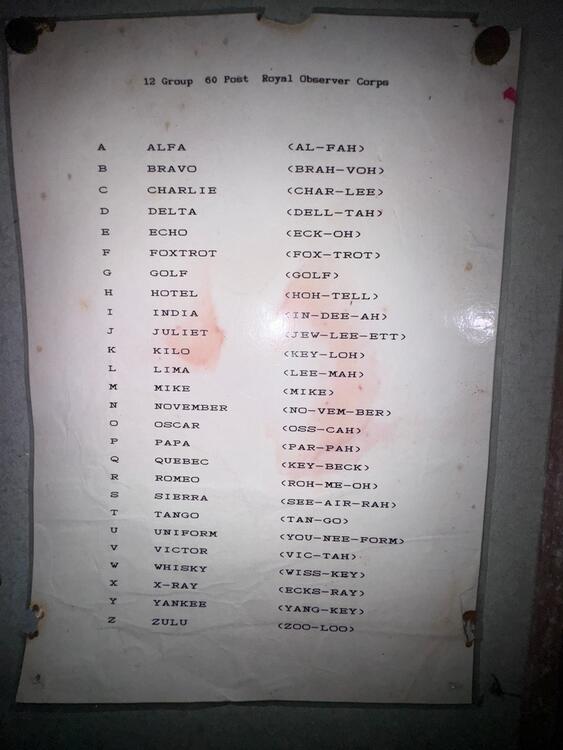 12 Group 60 Post Royal Observer Corps
A ALFA (AL-FAH)
B BRAVO (BRAH-VOH)
C CHARLIE (CHAR-LEE)
D DELTA (DELL-TAH)
E ECHO (ECK-OH)
F FOXTROT (FOX-TROT)
G GOLF (GOLF)
H HOTEL (HOH-TELL)
I INDIA (IN-DEE-AH)
J JULIET (JEW-LEE-ETT)
K KILO (KEY-LOH)
L LIMA (LEE-MAH)
M MIKE (MIKE)
N NOVEMBER (NO-VEM-BER)
O OSCAR (OSS-CAH)
P PAPA (PAR-PAH)
Q QUEBEC (KEY-BECK)
R ROMEO (ROH-ME-OH)
S SIERRA (SEE-AIR-RAH)
T TANGO (TAN-GO)
U UNIFORM (YOU-NEE-FORM)
V VICTOR (VIC-TAH)
W WHISKY (WISS-KEY)
X X-RAY (ECKS-RAY)
Y YANKEE (YANG-KEY)
Z ZULU (ZOO-LOO)